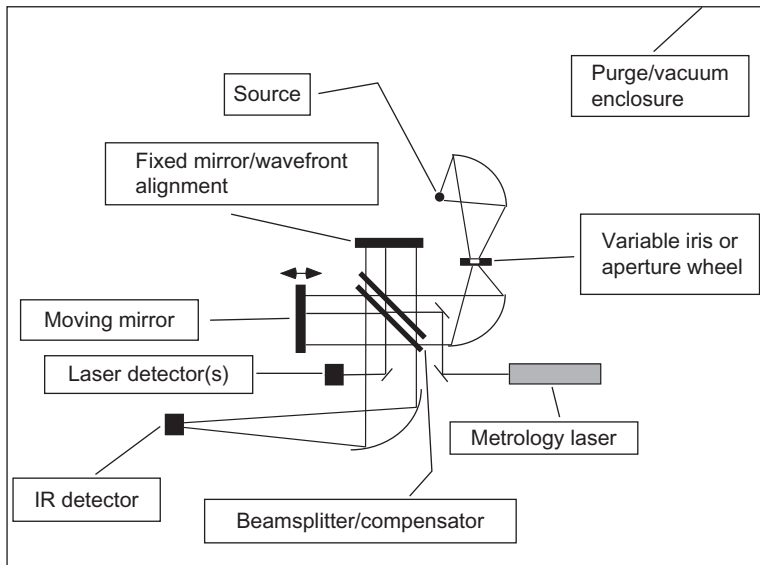 Purge/vacuum
enclosure
Source
Fixed mirror/wavefront
alignment
Variable iris or
aperture wheel
Moving mirror
Laser detector(s)
Metrology laser
IR detector
Beamsplitter/compensator